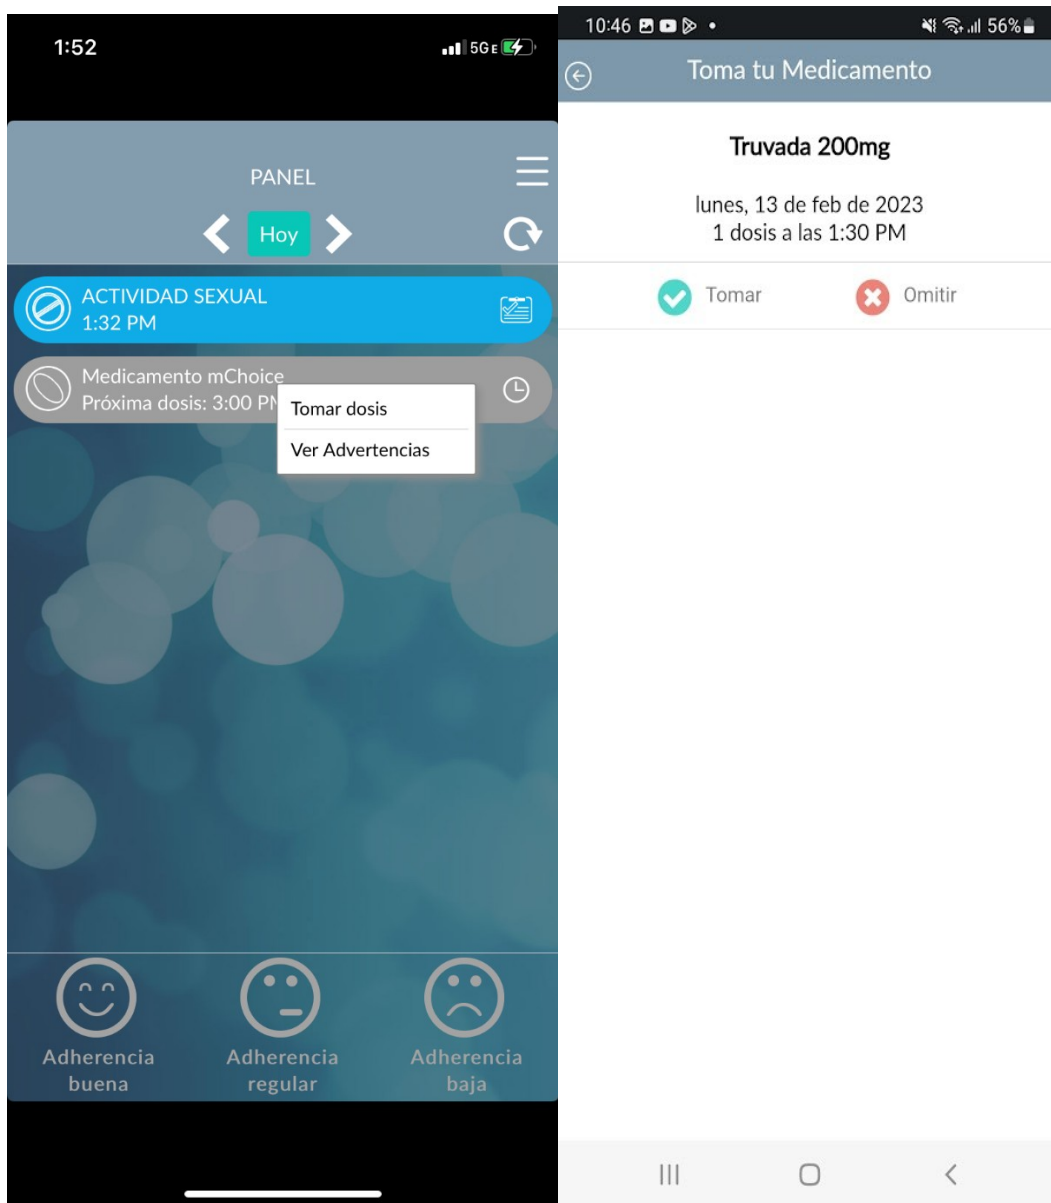 1:52
5GE
PANEL
Hoy
ACTIVIDAD SEXUAL
1:32 PM
Medicamento mChoice
Próxima dosis: 3:00 PM
Tomar dosis
Ver Advertencias
Adherencia
buena
Adherencia
regular
Adherencia
baja
10:46
56%
Toma tu Medicamento
Truvada 200mg
lunes, 13 de feb de 2023
1 dosis a las 1:30 PM
Tomar
Omitir